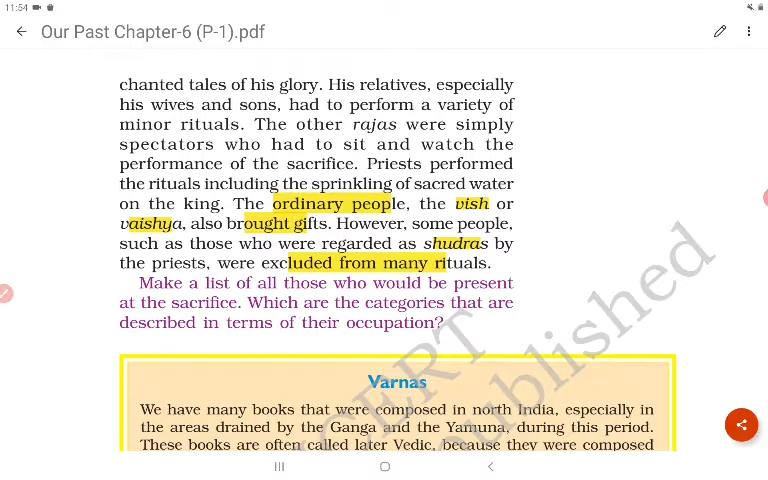 11:54
Our Past Chapter-6 (P-1).pdf
chanted tales of his glory. His relatives, especially
his wives and sons, had to perform a variety of
minor rituals. The other rajas were simply
spectators who had to sit and watch the
performance of the sacrifice. Priests performed
the rituals including the sprinkling of sacred water
on the king. The ordinary people, the vish or
vaishya, also brought gifts. However, some people,
such as those who were regarded as shudras by
the priests, were excluded from many rituals.
Make a list of all those who would be present
at the sacrifice. Which are the categories that are
described in terms of their occupation?
Varnas
We have many books that were composed in north India, especially in
the areas drained by the Ganga and the Yamuna, during this period.
These books are often called later Vedic, because they were composed
NCERT
published